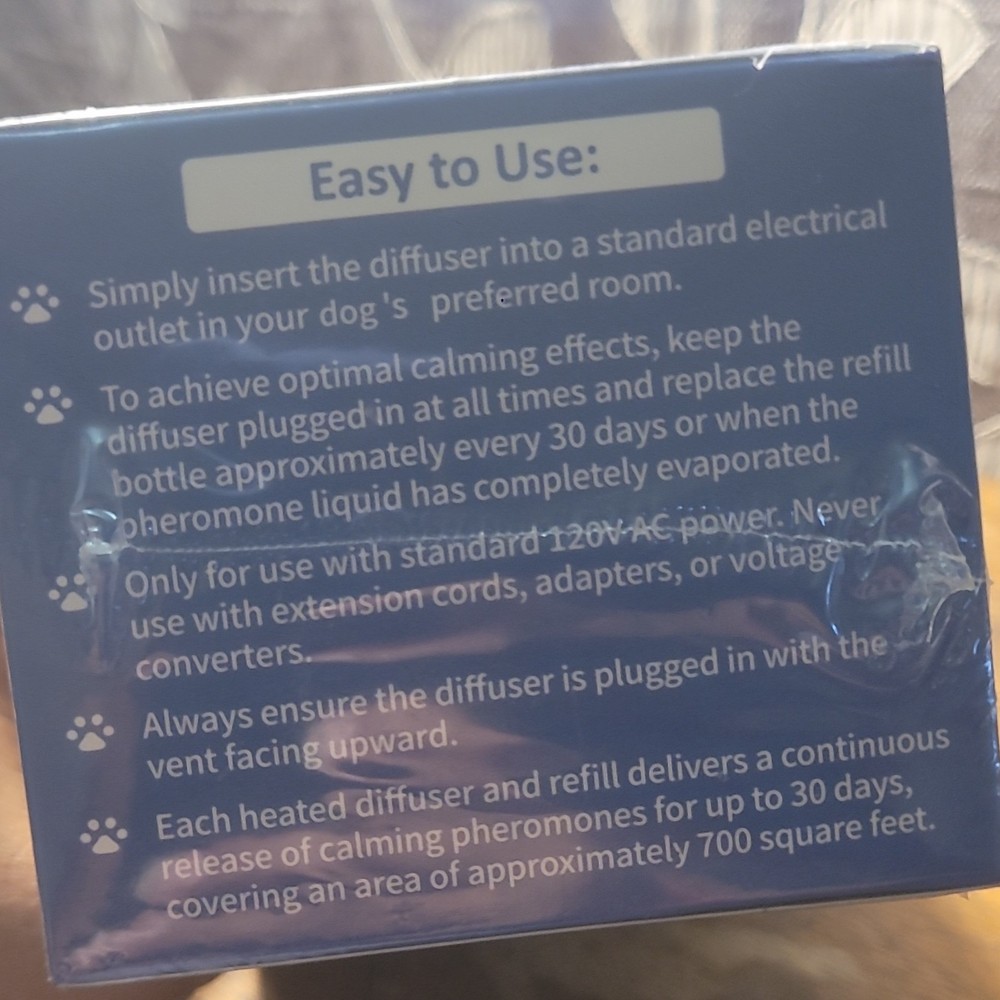 Easy to Use:
Simply insert the diffuser into a standard electrical
outlet in your dog 's preferred room.
To achieve optimal calming effects, keep the
diffuser plugged in at all times and replace the refill
bottle approximately every 30 days or when the
pheromone liquid has completely evaporated.
Only for use with standard 120V AC power. Never
use with extension cords, adapters, or voltage
converters.
Always ensure the diffuser is plugged in with the
vent facing upward.
Each heated diffuser and refill delivers a continuous
release of calming pheromones for up to 30 days,
covering an area of approximately 700 square feet.